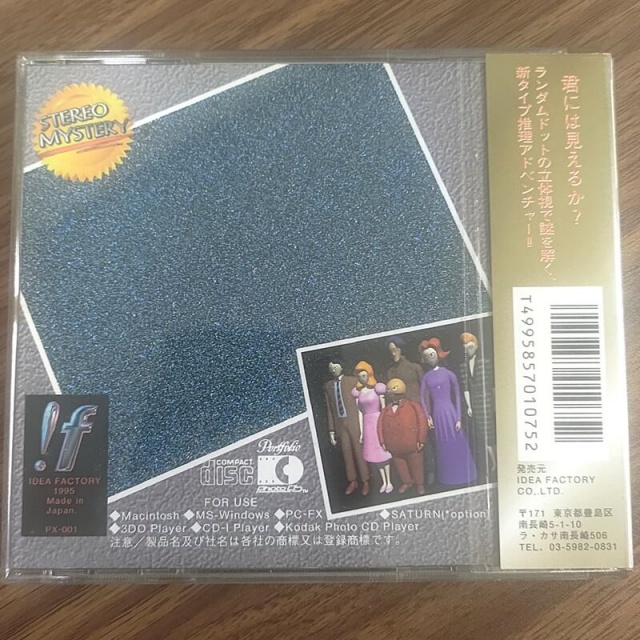 STEREO
MYSTERY
君には見えるか?
ランダムドットの立体視で謎を解く、
新タイプ推理アドベンチャー!!
T4995857010752
発売元
IDEA FACTORY
CO.,LTD.
〒171 東京都豊島区
南長崎5-1-10
ラ・カサ南長崎506
TEL. 03-5982-0831
!f
IDEA FACTORY
1995
Made in
Japan.
PX-001
COMPACT
disc
Portfolio
PhotoCD™
FOR USE
◆Macintosh ◆MS-Windows ◆PC-FX ◆SATURN(*option)
◆3DO Player ◆CD-I Player ◆Kodak Photo CD Player
注意/製品名及び社名は各社の商標又は登録商標です。